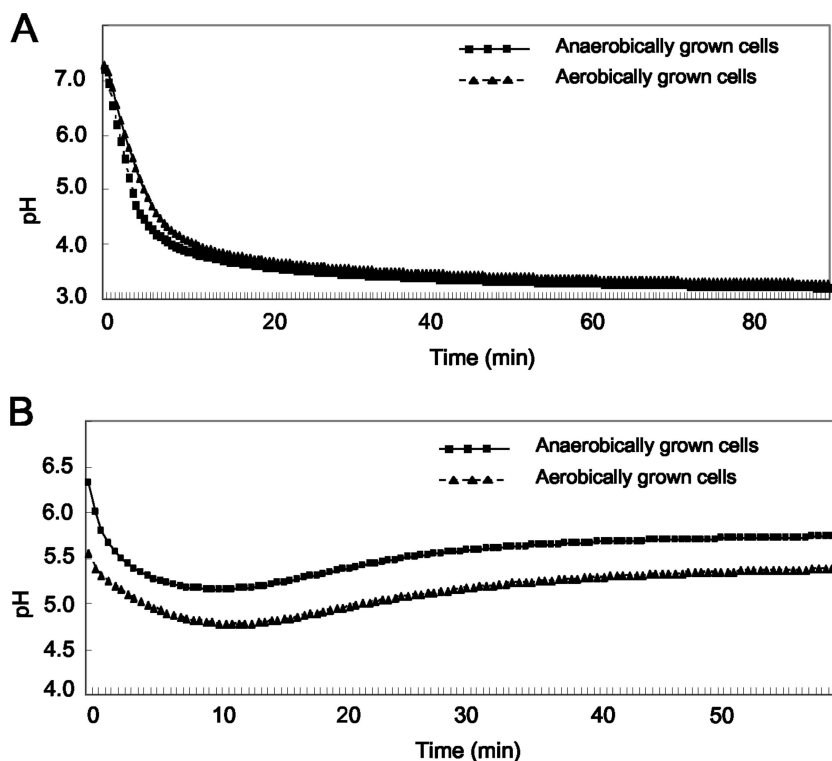 A
Anaerobically grown cells
Aerobically grown cells
7.0
6.0
5.0
4.0
3.0
pH
0 20 40 60 80
Time (min)
B
Anaerobically grown cells
Aerobically grown cells
6.5
6.0
5.5
5.0
4.5
4.0
pH
0 10 20 30 40 50
Time (min)